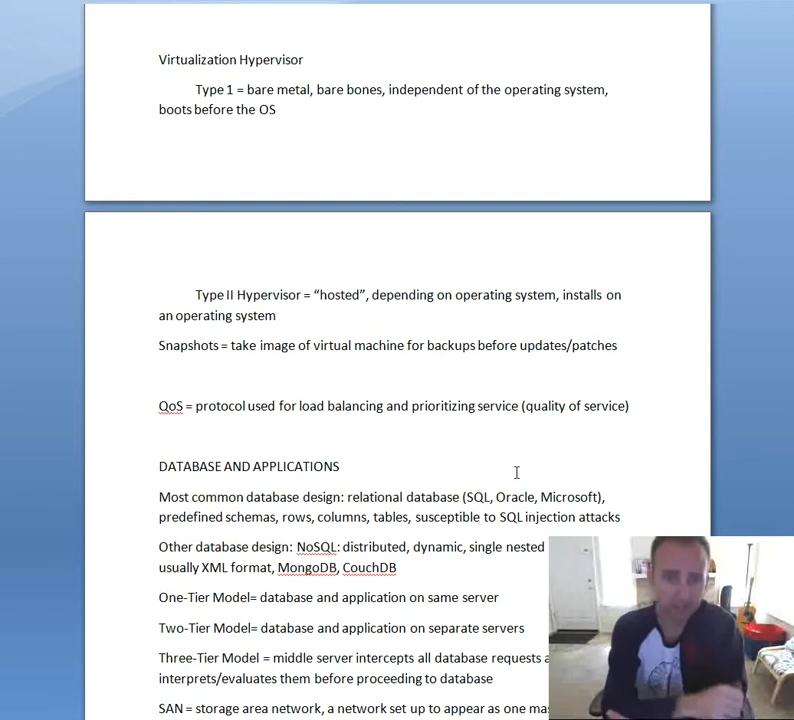 Virtualization Hypervisor
Type 1 = bare metal, bare bones, independent of the operating system,
boots before the OS
Type II Hypervisor = “hosted”, depending on operating system, installs on
an operating system
Snapshots = take image of virtual machine for backups before updates/patches
QoS = protocol used for load balancing and prioritizing service (quality of service)
DATABASE AND APPLICATIONS
Most common database design: relational database (SQL, Oracle, Microsoft),
predefined schemas, rows, columns, tables, susceptible to SQL injection attacks
Other database design: NoSQL: distributed, dynamic, single nested
usually XML format, MongoDB, CouchDB
One-Tier Model= database and application on same server
Two-Tier Model= database and application on separate servers
Three-Tier Model = middle server intercepts all database requests
interprets/evaluates them before proceeding to database
SAN = storage area network, a network set up to appear as one